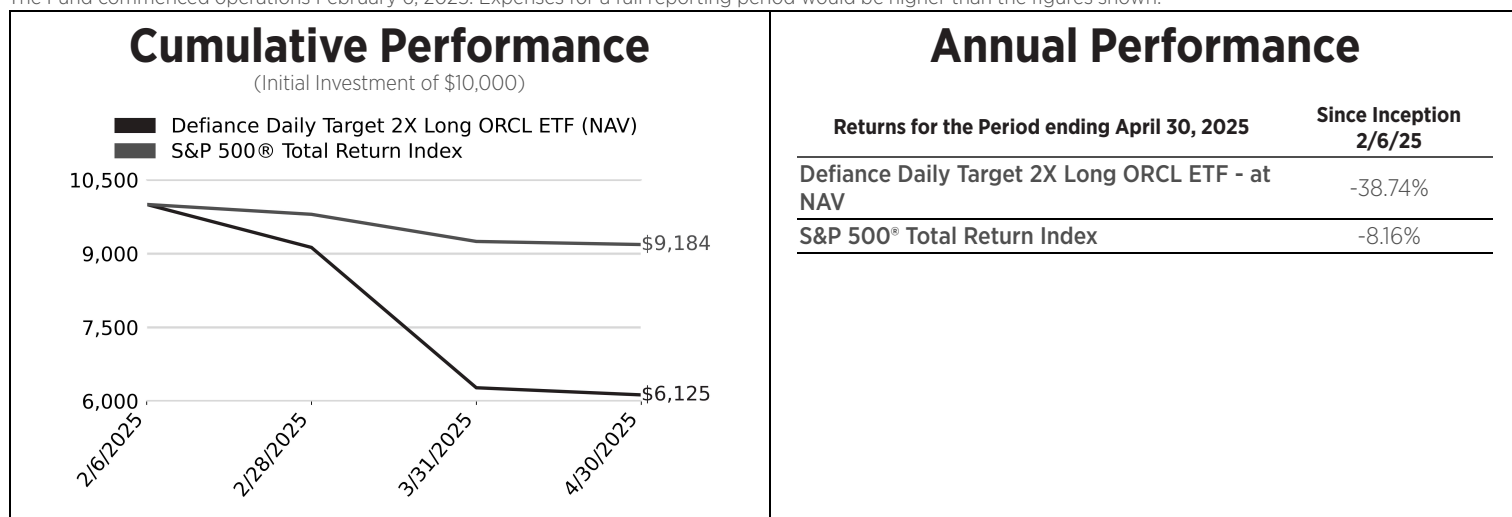 The Fund commenced operations February 6, 2025. Expenses for a full reporting period would be higher than the figures shown.
Cumulative Performance
(Initial Investment of $10,000)
Defiance Daily Target 2X Long ORCL ETF (NAV)
S&P 500® Total Return Index
10,500
9,000
7,500
6,000
$9,184
$6,125
2/6/2025
2/28/2025
3/31/2025
4/30/2025
Annual Performance
Returns for the Period ending April 30, 2025
Since Inception
2/6/25
Defiance Daily Target 2X Long ORCL ETF - at
NAV
-38.74%
S&P 500® Total Return Index
-8.16%